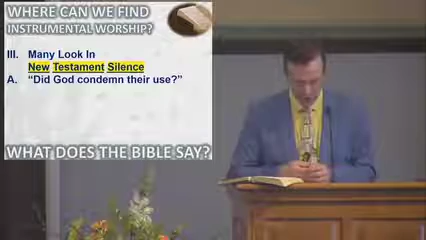 WHERE CAN WE FIND
INSTRUMENTAL WORSHIP?
III. Many Look In
New Testament Silence
A. “Did God condemn their use?”
WHAT DOES THE BIBLE SAY?